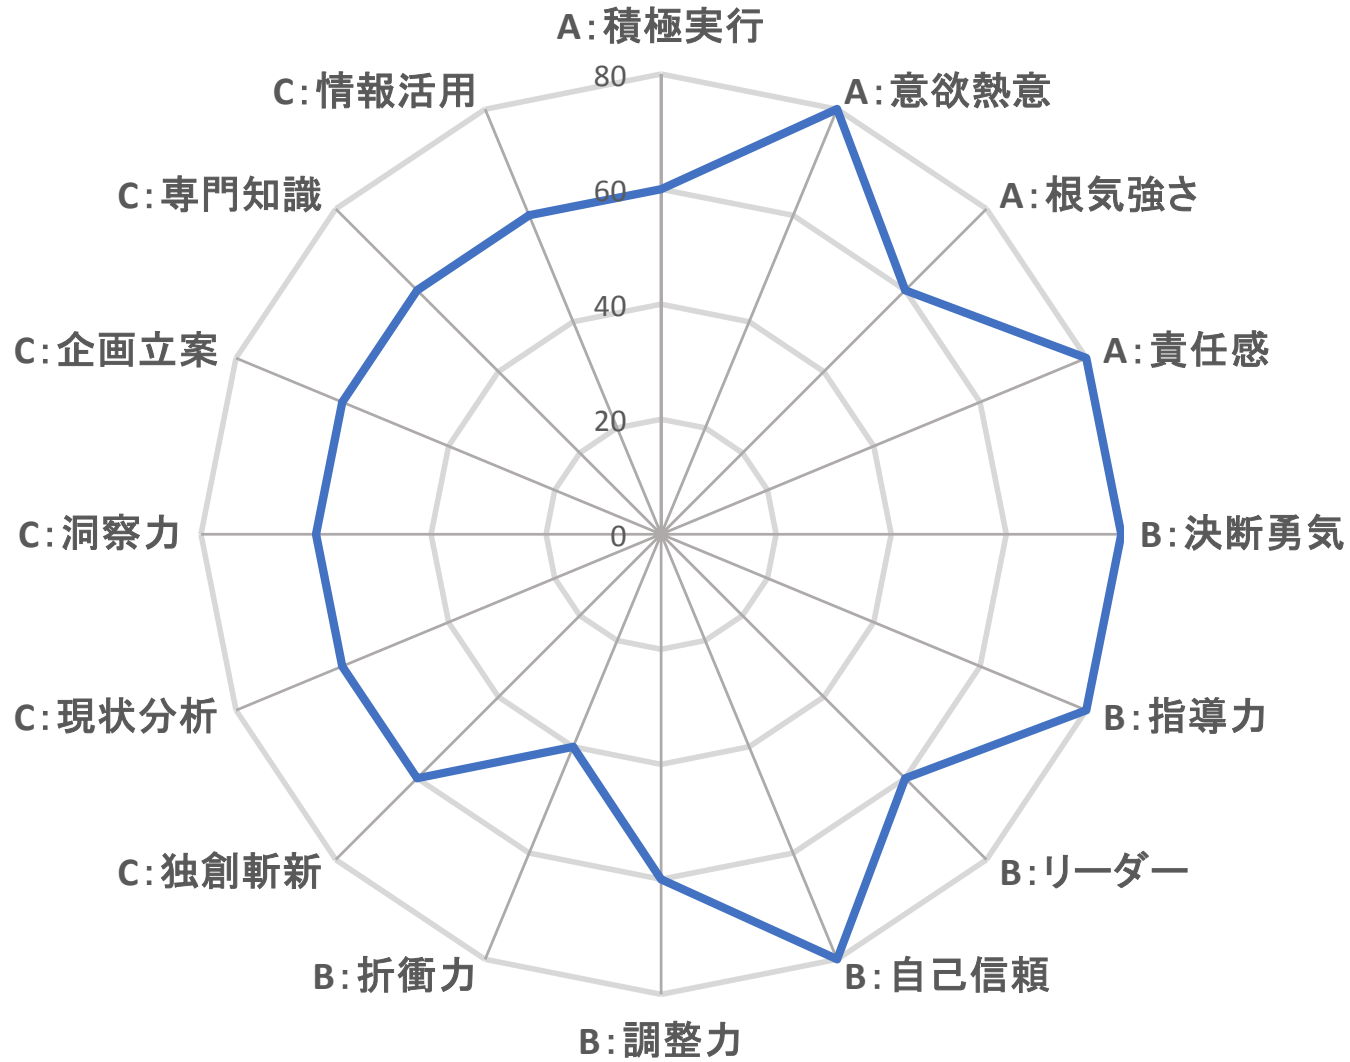 A：積極実行
80
A：意欲熱意
C：情報活用
60
A：根気強さ
C：専門知識
40
A：責任感
C：企画立案
20
0
B：決断勇気
C：洞察力
B：指導力
C：現状分析
B：リーダー
C：独創斬新
B：自己信頼
B：折衝力
B：調整力